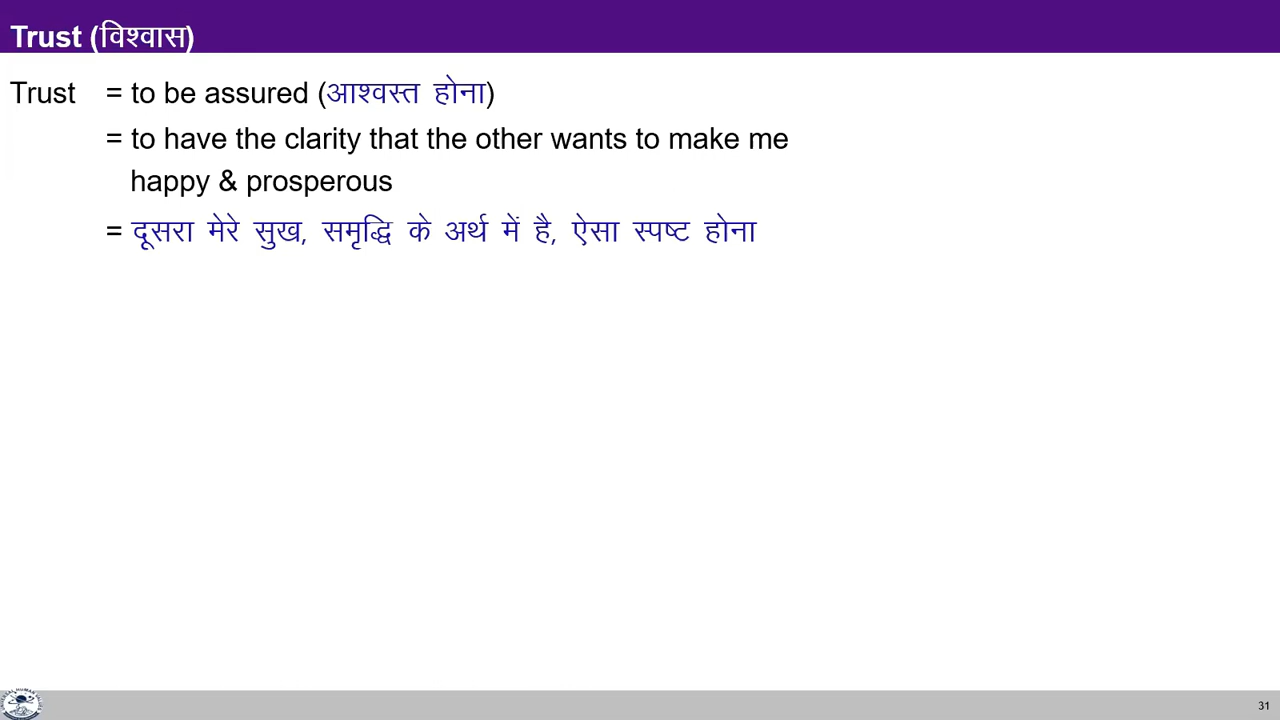 Trust (विश्वास)
Trust = to be assured (आश्वस्त होना)
= to have the clarity that the other wants to make me
happy & prosperous
= दूसरा मेरे सुख, समृद्धि के अर्थ में है, ऐसा स्पष्ट होना
31